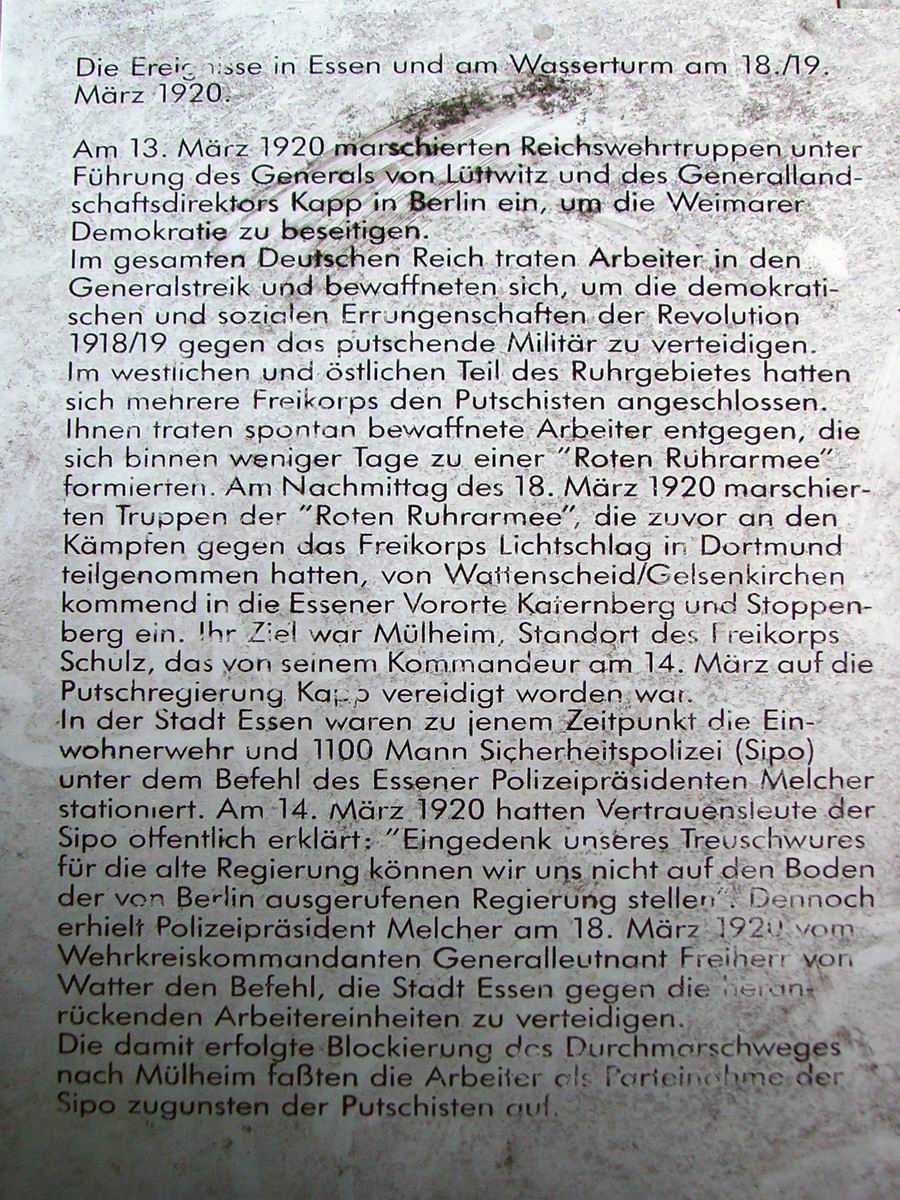 Die Ereignisse in Essen und am Wasserturm am 18./19.
März 1920.
Am 13. März 1920 marschierten Reichswehrtruppen unter
Führung des Generals von Lüttwitz und des Generalland-
schaftsdirektors Kapp in Berlin ein, um die Weimarer
Demokratie zu beseitigen.
Im gesamten Deutschen Reich traten Arbeiter in den
Generalstreik und bewaffneten sich, um die demokrati-
schen und sozialen Errungenschaften der Revolution
1918/19 gegen das putschende Militär zu verteidigen.
Im westlichen und östlichen Teil des Ruhrgebietes hatten
sich mehrere Freikorps den Putschisten angeschlossen.
Ihnen traten spontan bewaffnete Arbeiter entgegen, die
sich binnen weniger Tage zu einer "Roten Ruhrarmee"
formierten. Am Nachmittag des 18. März 1920 marschier-
ten Truppen der "Roten Ruhrarmee", die zuvor an den
Kämpfen gegen das Freikorps Lichtschlag in Dortmund
teilgenommen hatten, von Wattenscheid/Gelsenkirchen
kommend in die Essener Vororte Katernberg und Stoppen-
berg ein. Ihr Ziel war Mülheim, Standort des Freikorps
Schulz, das von seinem Kommandeur am 14. März auf die
Putschregierung Kapp vereidigt worden war.
In der Stadt Essen waren zu jenem Zeitpunkt die Ein-
wohnerwehr und 1100 Mann Sicherheitspolizei (Sipo)
unter dem Befehl des Essener Polizeipräsidenten Melcher
stationiert. Am 14. März 1920 hatten Vertrauensleute der
Sipo öffentlich erklärt: "Eingedenk unseres Treuschwures
für die alte Regierung können wir uns nicht auf den Boden
der von Berlin ausgerufenen Regierung stellen". Dennoch
erhielt Polizeipräsident Melcher am 18. März 1920 vom
Wehrkreiskommandanten Generalleutnant Freiherr von
Watter den Befehl, die Stadt Essen gegen die heran-
rückenden Arbeitereinheiten zu verteidigen.
Die damit erfolgte Blockierung des Durchmarschweges
nach Mülheim faßten die Arbeiter als Parteinahme der
Sipo zugunsten der Putschisten auf.